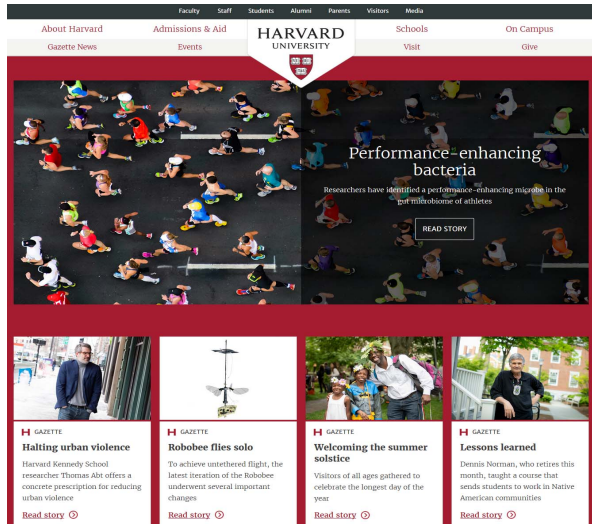 Faculty Staff Students Alumni Parents Visitors Media
About Harvard Admissions & Aid Schools On Campus
HARVARD
UNIVERSITY
Gazette News Events Visit Give
Performance-enhancing
bacteria
Researchers have identified a performance-enhancing microbe in the
gut microbiome of athletes
READ STORY
GAZETTE
Halting urban violence
Harvard Kennedy School
researcher Thomas Abt offers a
concrete prescription for reducing
urban violence
Read story
GAZETTE
Robobee flies solo
To achieve untethered flight, the
latest iteration of the Robobee
underwent several important
changes
Read story
GAZETTE
Welcoming the summer
solstice
Visitors of all ages gathered to
celebrate the longest day of the
year
Read story
GAZETTE
Lessons learned
Dennis Norman, who retires this
month, taught a course that
sends students to work in Native
American communities
Read story